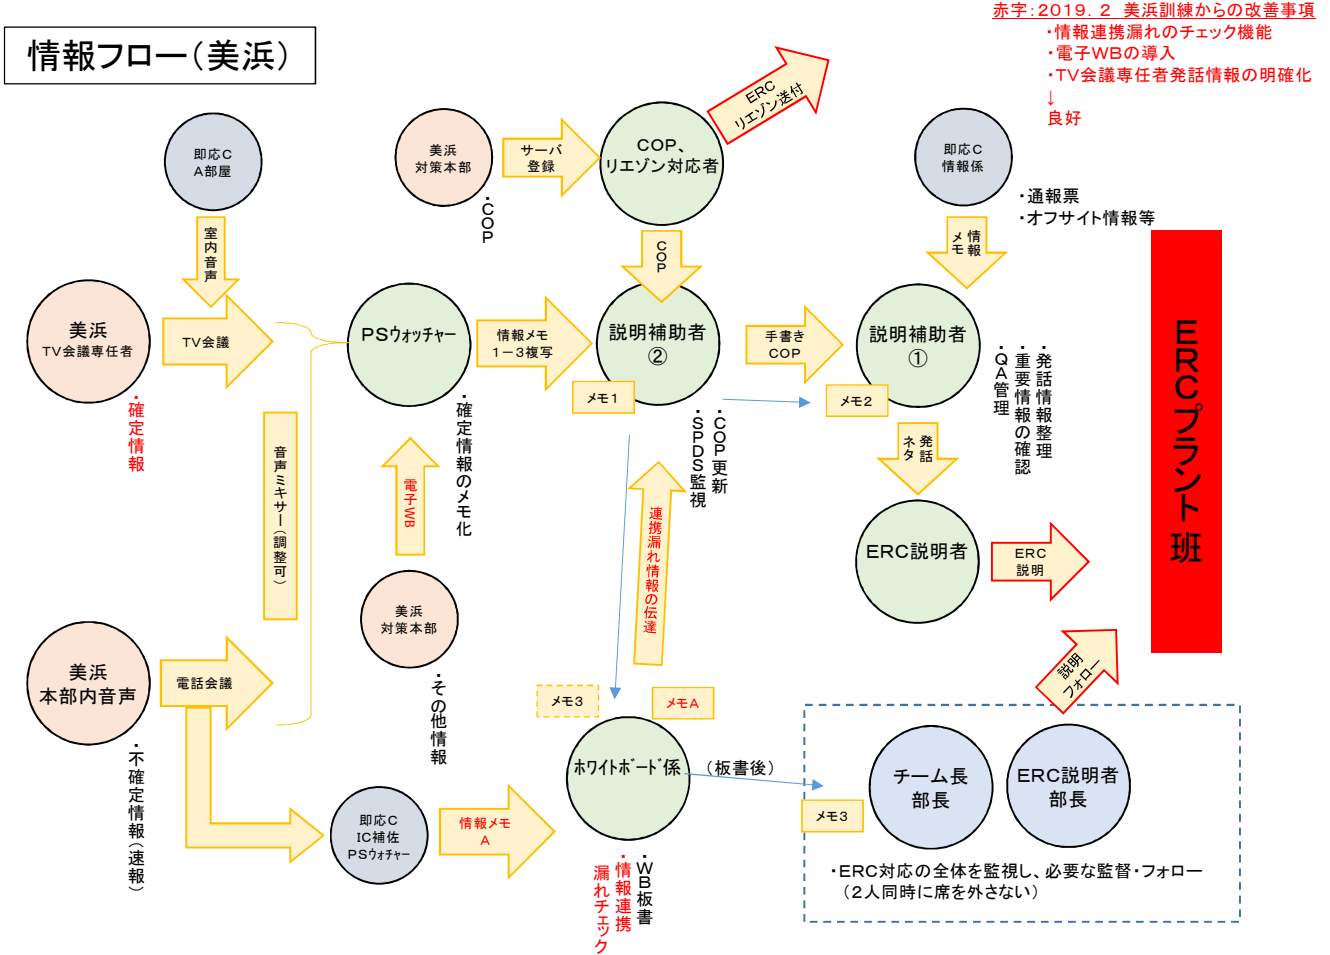 赤字：２０１９．２　美浜訓練からの改善事項
・情報連携漏れのチェック機能
・電子ＷＢの導入
・ＴＶ会議専任者発話情報の明確化
↓
良好
情報フロー（美浜）
即応Ｃ
Ａ部屋
室内音声
美浜
対策本部
・ＣＯＰ
サーバ
登録
ＣＯＰ、
リエゾン対応者
ＥＲＣ
リエゾン送付
ＣＯＰ
即応Ｃ
情報係
・通報票
・オフサイト情報等
情報
メモ
美浜
ＴＶ会議専任者
・確定情報
ＴＶ会議
ＰＳウォッチャー
・確定情報のメモ化
情報メモ
１－３複写
説明補助者
②
メモ１
・ＣＯＰ更新
・ＳＰＤＳ監視
手書き
ＣＯＰ
説明補助者
①
メモ２
・発話情報整理
・重要情報の確認
・ＱＡ管理
発話
ネタ
ＥＲＣプラント班
音声ミキサー（調整可）
電子ＷＢ
美浜
対策本部
・その他情報
連携漏れ情報の伝達
ＥＲＣ説明者
ＥＲＣ
説明
美浜
本部内音声
・不確定情報（速報）
電話会議
即応Ｃ
ＩＣ補佐
ＰＳｳｫﾁｬｰ
情報メモ
Ａ
メモ３
メモＡ
ﾎﾜｲﾄﾎﾞｰﾄﾞ係
・ＷＢ板書
・情報連携
漏れチェック
（板書後）
メモ３
説明
フォロー
チーム長
部長
ＥＲＣ説明者
部長
・ＥＲＣ対応の全体を監視し、必要な監督・フォロー
（２人同時に席を外さない）